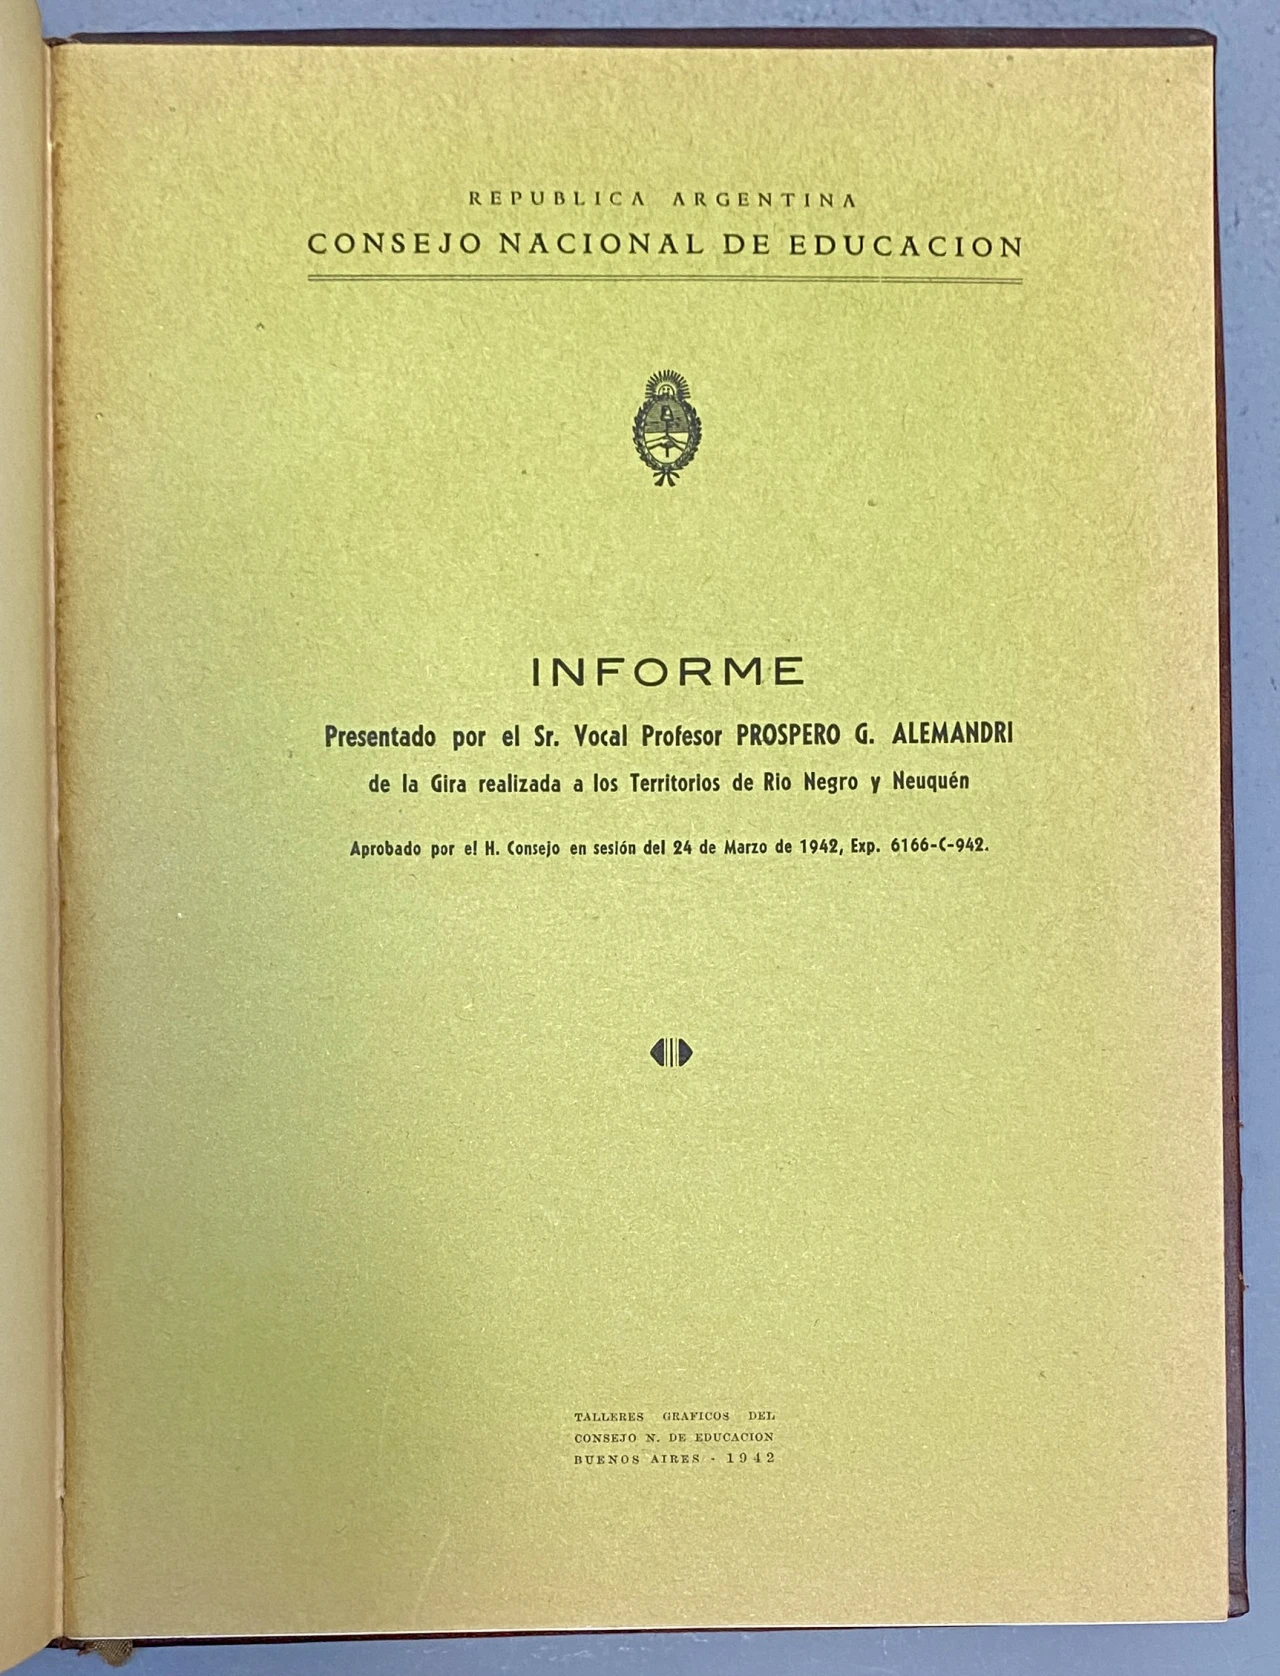 REPUBLICA ARGENTINA
CONSEJO NACIONAL DE EDUCACION
INFORME
Presentado por el Sr. Vocal Profesor PROSPERO G. ALEMANDRI
de la Gira realizada a los Territorios de Rio Negro y Neuquén
Aprobado por el H. Consejo en sesión del 24 de Marzo de 1942, Exp. 6166-C-942.
TALLERES GRAFICOS DEL
CONSEJO N. DE EDUCACION
BUENOS AIRES - 1942